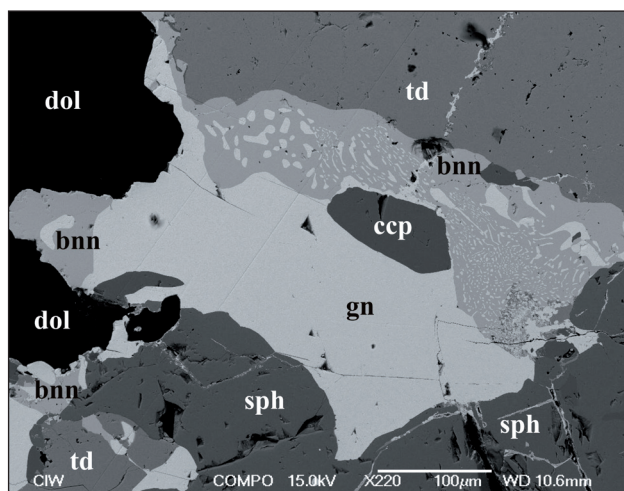 dol
td
bnn
ccp
bnn
gn
dol
bnn
sph
sph
td
CIW COMPO 15.0kV X220 100µm WD 10.6mm